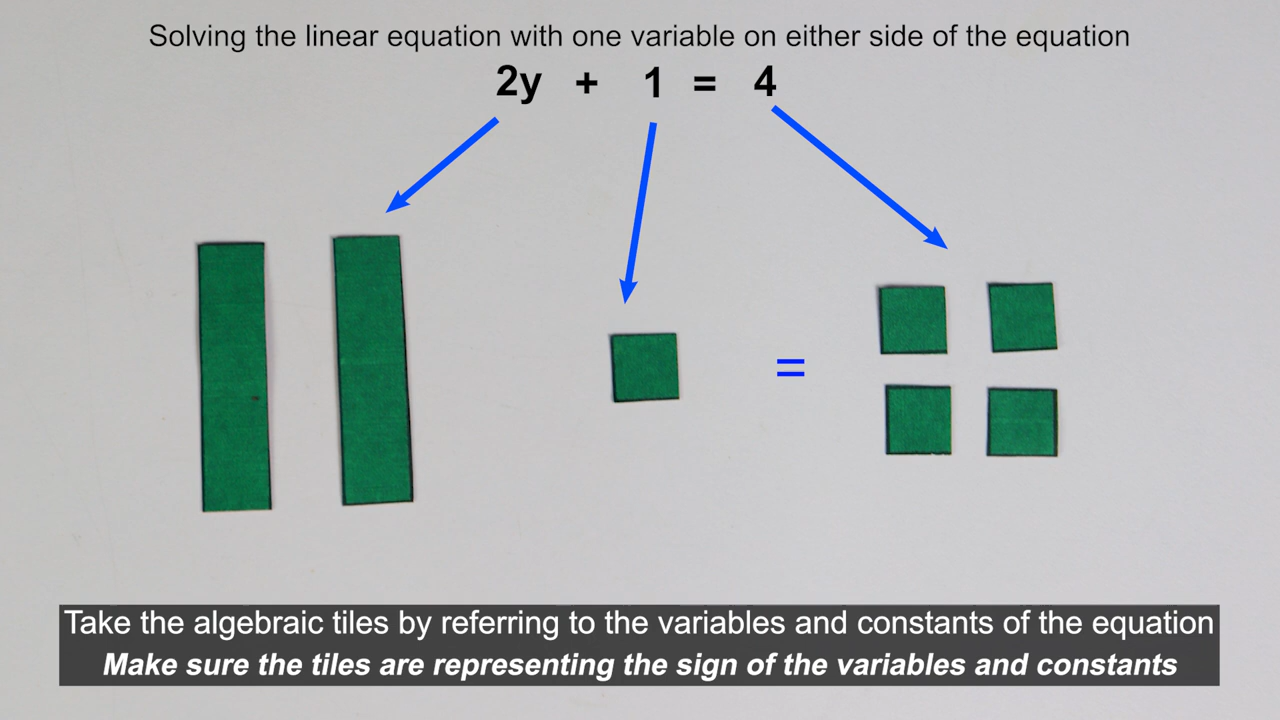 Solving the linear equation with one variable on either side of the equation
2y + 1 = 4
=
Take the algebraic tiles by referring to the variables and constants of the equation
Make sure the tiles are representing the sign of the variables and constants